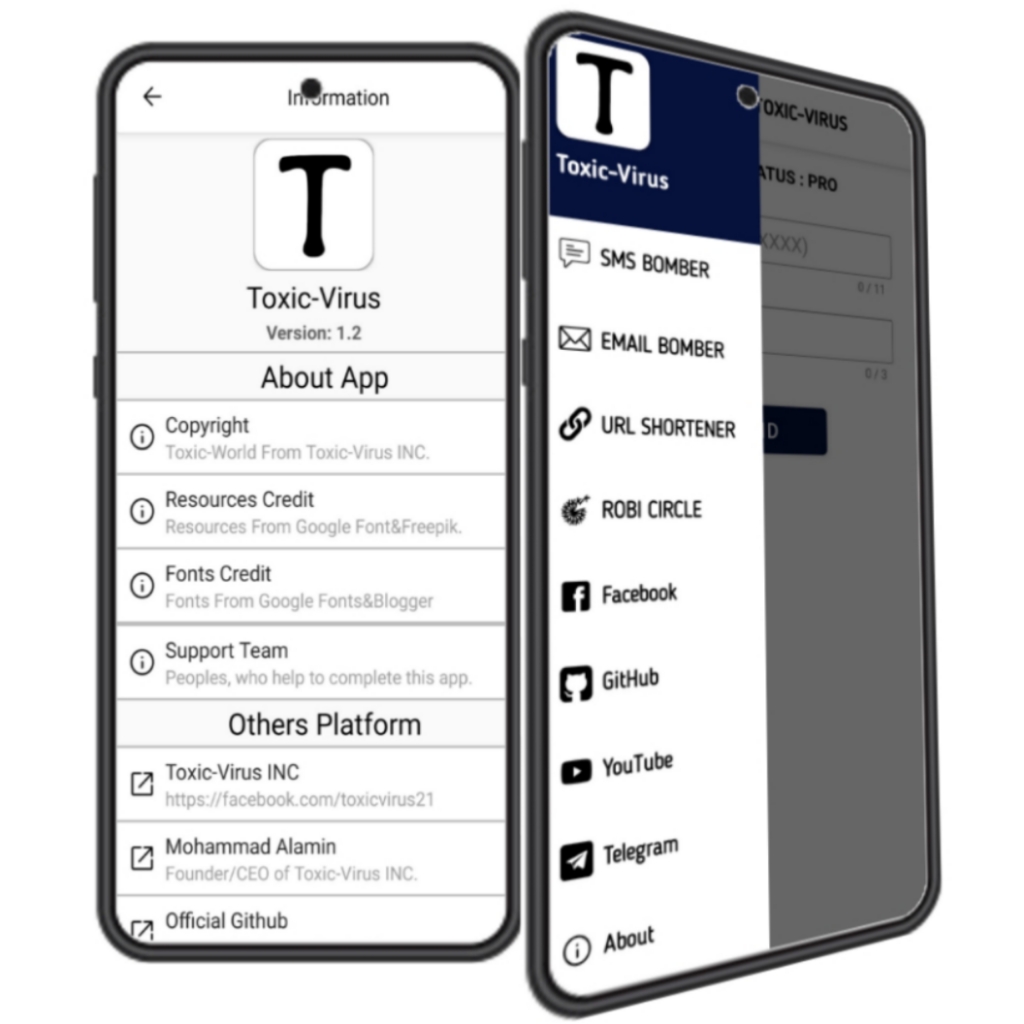 Information
T
Toxic-Virus
Version: 1.2
About App
Copyright
Toxic-World From Toxic-Virus INC.
Resources Credit
Resources From Google Font&Freepik.
Fonts Credit
Fonts From Google Fonts&Blogger
Support Team
Peoples, who help to complete this app.
Others Platform
Toxic-Virus INC
https://facebook.com/toxicvirus21
Mohammad Alamin
Founder/CEO of Toxic-Virus INC.
Official Github
T
Toxic-Virus
SMS BOMBER
EMAIL BOMBER
URL SHORTENER
ROBI CIRCLE
Facebook
GitHub
YouTube
Telegram
About
TOXIC-VIRUS
ATUS : PRO
XXX)
0/11
0/3
D